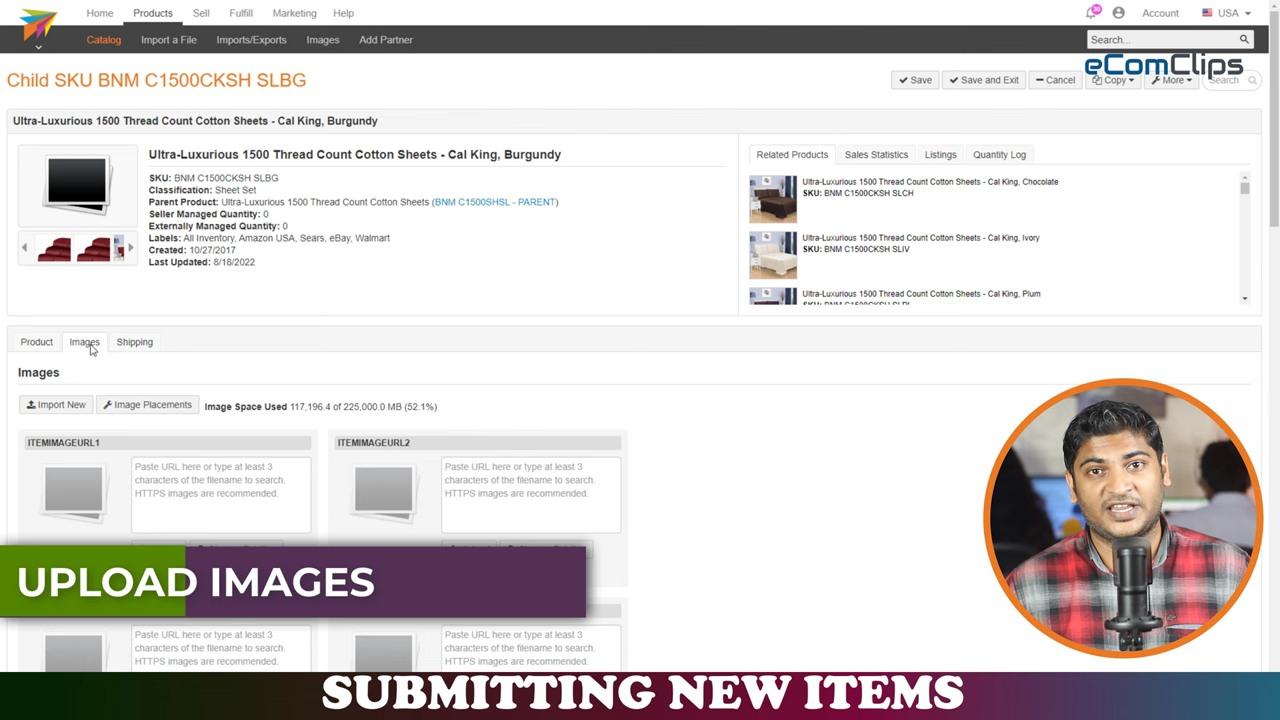 Home Products Sell Fulfill Marketing Help
30 Account USA
Catalog Import a File Imports/Exports Images Add Partner
Search...
eComClips
Child SKU BNM C1500CKSH SLBG
Save Save and Exit Cancel Copy More Search
Ultra-Luxurious 1500 Thread Count Cotton Sheets - Cal King, Burgundy
Ultra-Luxurious 1500 Thread Count Cotton Sheets - Cal King, Burgundy
SKU: BNM C1500CKSH SLBG
Classification: Sheet Set
Parent Product: Ultra-Luxurious 1500 Thread Count Cotton Sheets (BNM C1500SHSL - PARENT)
Seller Managed Quantity: 0
Externally Managed Quantity: 0
Labels: All Inventory, Amazon USA, Sears, eBay, Walmart
Created: 10/27/2017
Last Updated: 8/18/2022
Related Products Sales Statistics Listings Quantity Log
Ultra-Luxurious 1500 Thread Count Cotton Sheets - Cal King, Chocolate
SKU: BNM C1500CKSH SLCH
Ultra-Luxurious 1500 Thread Count Cotton Sheets - Cal King, Ivory
SKU: BNM C1500CKSH SLIV
Ultra-Luxurious 1500 Thread Count Cotton Sheets - Cal King, Plum
Product Images Shipping
Images
Import New Image Placements Image Space Used 117,196.4 of 225,000.0 MB (52.1%)
ITEMIMAGEURL1 ITEMIMAGEURL2
Paste URL here or type at least 3 Paste URL here or type at least 3
characters of the filename to search. characters of the filename to search.
HTTPS images are recommended. HTTPS images are recommended.
UPLOAD IMAGES
Paste URL here or type at least 3 Paste URL here or type at least 3
characters of the filename to search. characters of the filename to search.
SUBMITTING NEW ITEMS